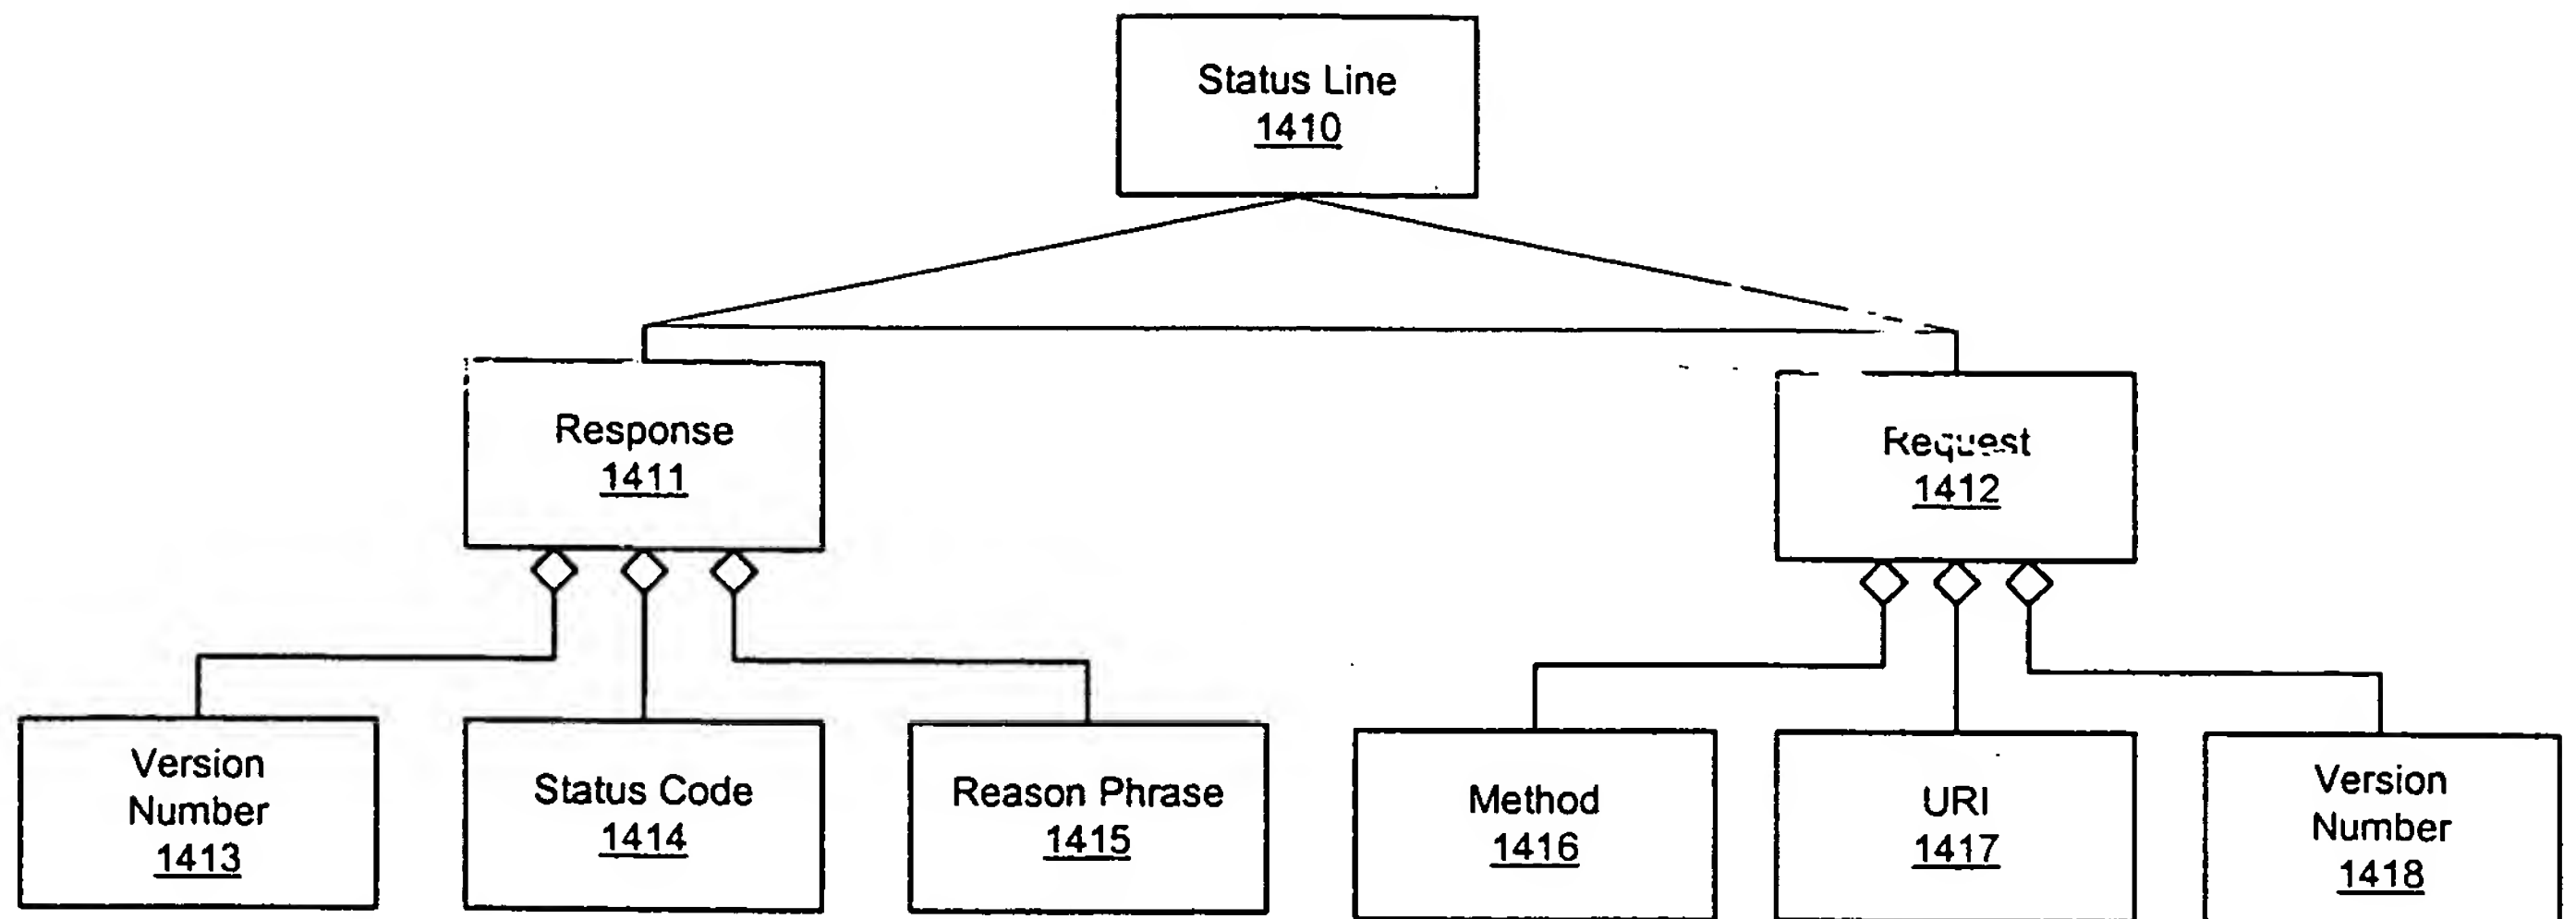 Status Line
1410
Response
1411
Request
1412
Version
Number
1413
Status Code
1414
Reason Phrase
1415
Method
1416
URI
1417
Version
Number
1418